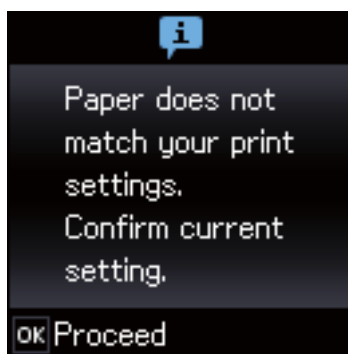 i
Paper does not
match your print
settings.
Confirm current
setting.
OK Proceed